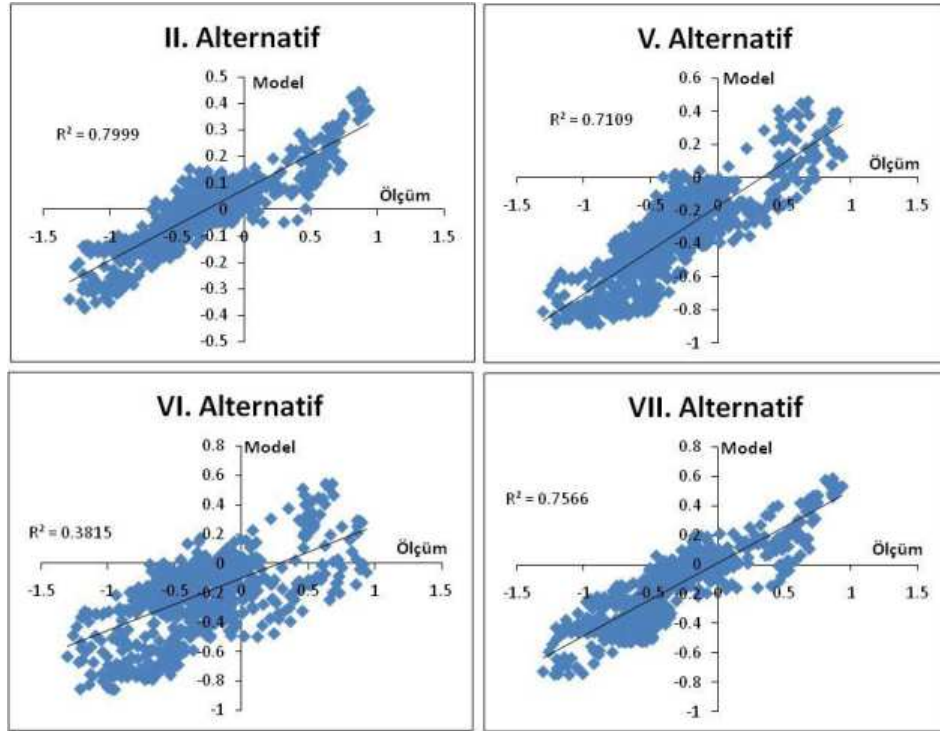 II. Alternatif
Model
R² = 0.7999
Ölçüm
0.5
0.4
0.3
0.2
0.1
0
-0.1
-0.2
-0.3
-0.4
-0.5
-1.5 -1 -0.5 0 0.5 1 1.5
V. Alternatif
Model
R² = 0.7109
Ölçüm
0.6
0.4
0.2
0
-0.2
-0.4
-0.6
-0.8
-1
-1.5 -1 -0.5 0 0.5 1 1.5
VI. Alternatif
Model
R² = 0.3815
Ölçüm
0.8
0.6
0.4
0.2
0
-0.2
-0.4
-0.6
-0.8
-1
-1.5 -1 -0.5 0 0.5 1 1.5
VII. Alternatif
Model
R² = 0.7566
Ölçüm
0.8
0.6
0.4
0.2
0
-0.2
-0.4
-0.6
-0.8
-1
-1.5 -1 -0.5 0 0.5 1 1.5